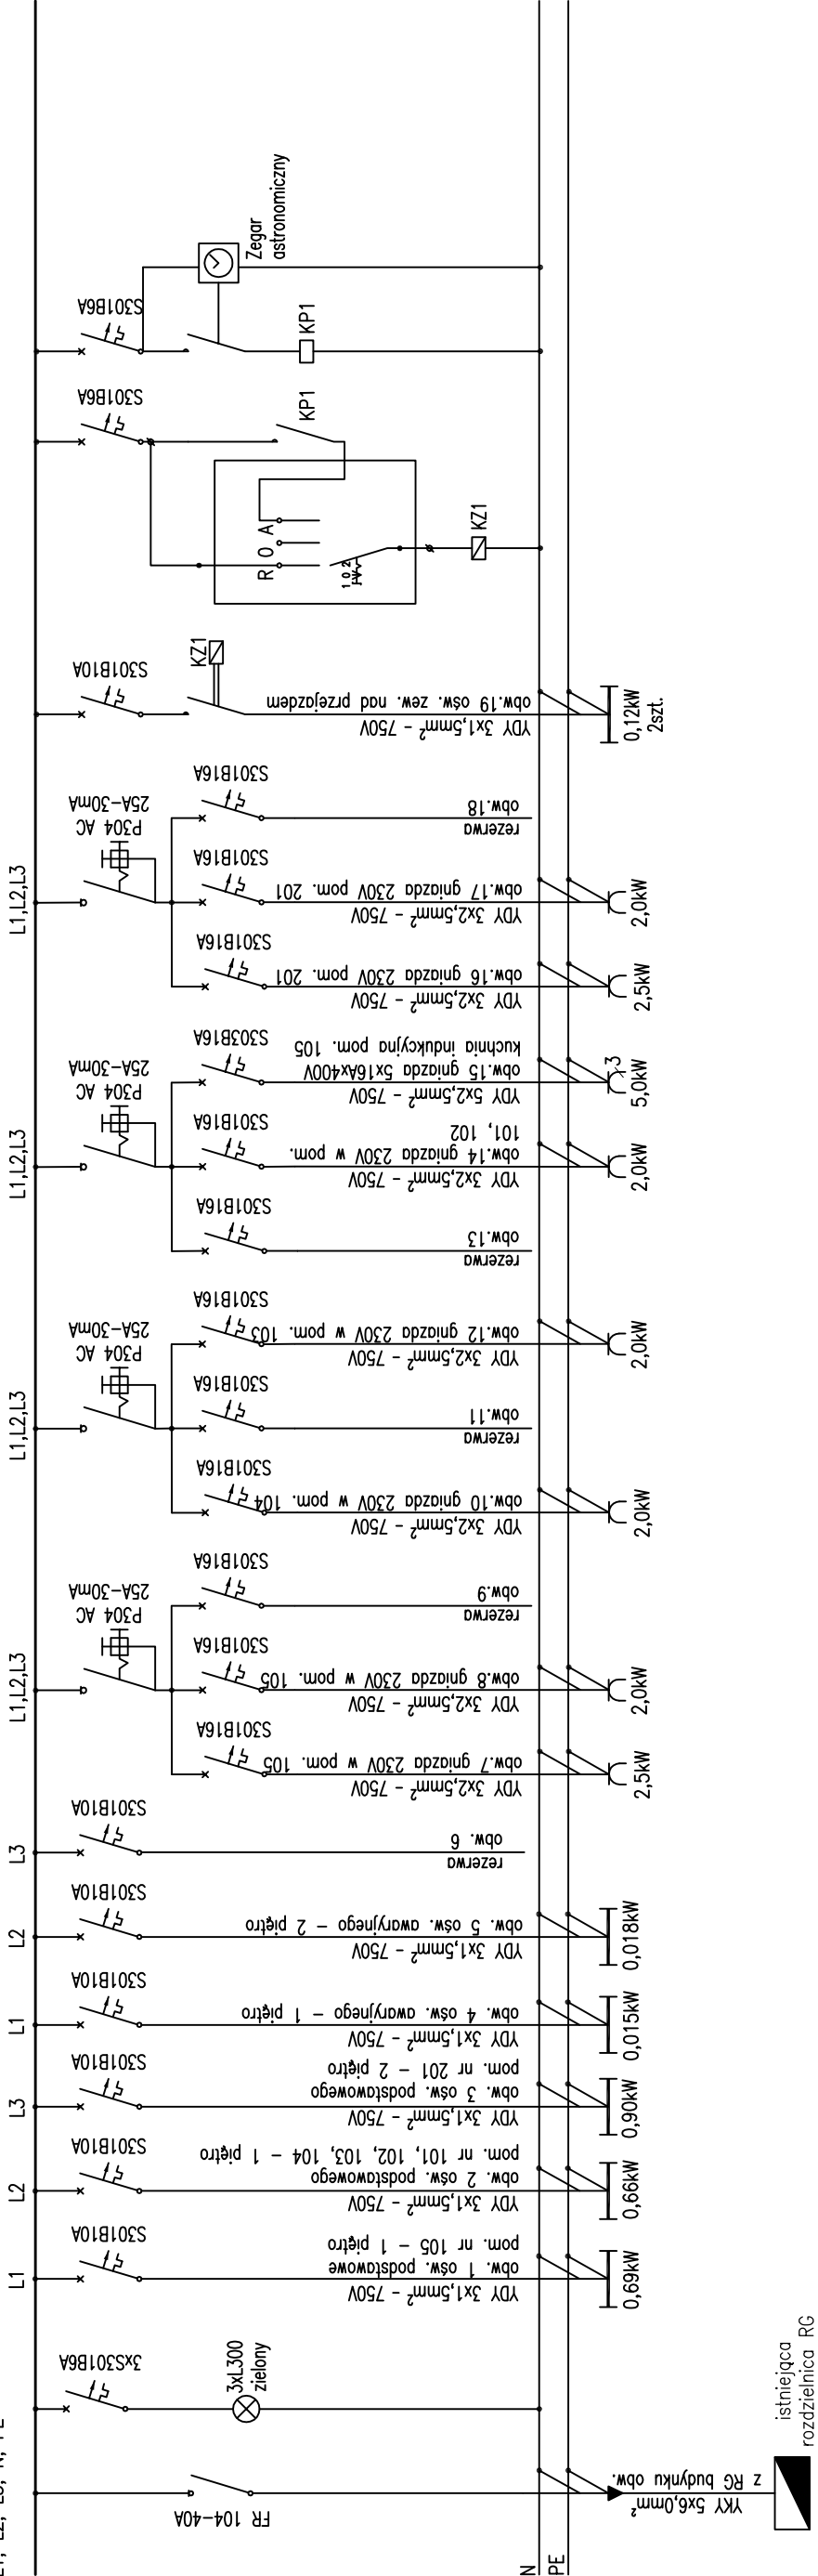 L1, L2, L3, N, PE
FR 104-40A
YKY 5x6,0mm²
z RG budynku obw.
istniejąca
rozdzielnica RG
N
PE
3xS301B6A
3xL300
zielony
L1
S301B10A
YDY 3x1,5mm² - 750V
obw. 1 ośw. podstawowe
pom. nr 105 - 1 piętro
0,69kW
L2
S301B10A
YDY 3x1,5mm² - 750V
obw. 2 ośw. podstawowego
pom. nr 101, 102, 103, 104 - 1 piętro
0,66kW
L3
S301B10A
YDY 3x1,5mm² - 750V
obw. 3 ośw. podstawowego
pom. nr 201 - 2 piętro
0,90kW
L1
S301B10A
YDY 3x1,5mm² - 750V
obw. 4 ośw. awaryjnego - 1 piętro
0,015kW
L2
S301B10A
YDY 3x1,5mm² - 750V
obw. 5 ośw. awaryjnego - 2 piętro
0,018kW
L3
S301B10A
rezerwa
obw. 6
L1,L2,L3
P304 AC
25A-30mA
S301B16A
YDY 3x2,5mm² - 750V
obw.7 gniazda 230V w pom. 105
2,5kW
S301B16A
YDY 3x2,5mm² - 750V
obw.8 gniazda 230V w pom. 105
2,0kW
S301B16A
rezerwa
obw.9
L1,L2,L3
P304 AC
25A-30mA
S301B16A
YDY 3x2,5mm² - 750V
obw.10 gniazda 230V w pom. 104
2,0kW
S301B16A
rezerwa
obw.11
S301B16A
YDY 3x2,5mm² - 750V
obw.12 gniazda 230V w pom. 103
2,0kW
L1,L2,L3
P304 AC
25A-30mA
S301B16A
rezerwa
obw.13
S301B16A
YDY 3x2,5mm² - 750V
obw.14 gniazda 230V w pom.
101, 102
2,0kW
S303B16A
YDY 5x2,5mm² - 750V
obw.15 gniazda 5x16Ax400V
kuchnia indukcyjna pom. 105
3
5,0kW
L1,L2,L3
P304 AC
25A-30mA
S301B16A
YDY 3x2,5mm² - 750V
obw.16 gniazda 230V pom. 201
2,5kW
S301B16A
YDY 3x2,5mm² - 750V
obw.17 gniazda 230V pom. 201
2,0kW
S301B16A
rezerwa
obw.18
S301B10A
KZ1
YDY 3x1,5mm² - 750V
obw.19 ośw. zew. nad przejazdem
0,12kW
2szt.
S301B6A
R O A
1 0 2
KP1
KZ1
S301B6A
KP1
Zegar
astronomiczny